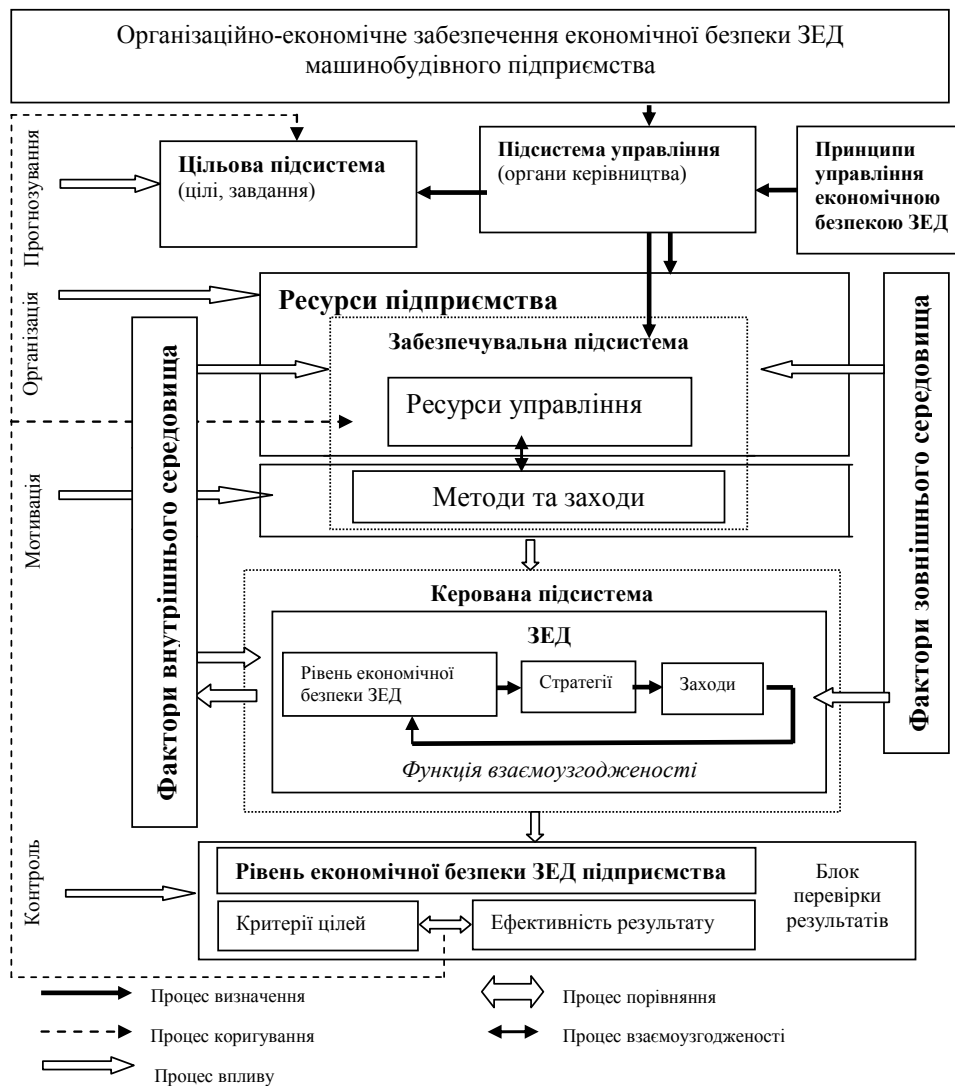 Організаційно-економічне забезпечення економічної безпеки ЗЕД
машинобудівного підприємства
Прогнозування
Організація
Мотивація
Контроль
Цільова підсистема
(цілі, завдання)
Підсистема управління
(органи керівництва)
Принципи
управління
економічною
безпекою ЗЕД
Ресурси підприємства
Забезпечувальна підсистема
Ресурси управління
Методи та заходи
Фактори внутрішнього середовища
Фактори зовнішнього середовища
Керована підсистема
ЗЕД
Рівень економічної
безпеки ЗЕД
Стратегії
Заходи
Функція взаємоузгодженості
Рівень економічної безпеки ЗЕД підприємства
Критерії цілей
Ефективність результату
Блок
перевірки
результатів
Процес визначення
Процес порівняння
Процес коригування
Процес взаємоузгодженості
Процес впливу